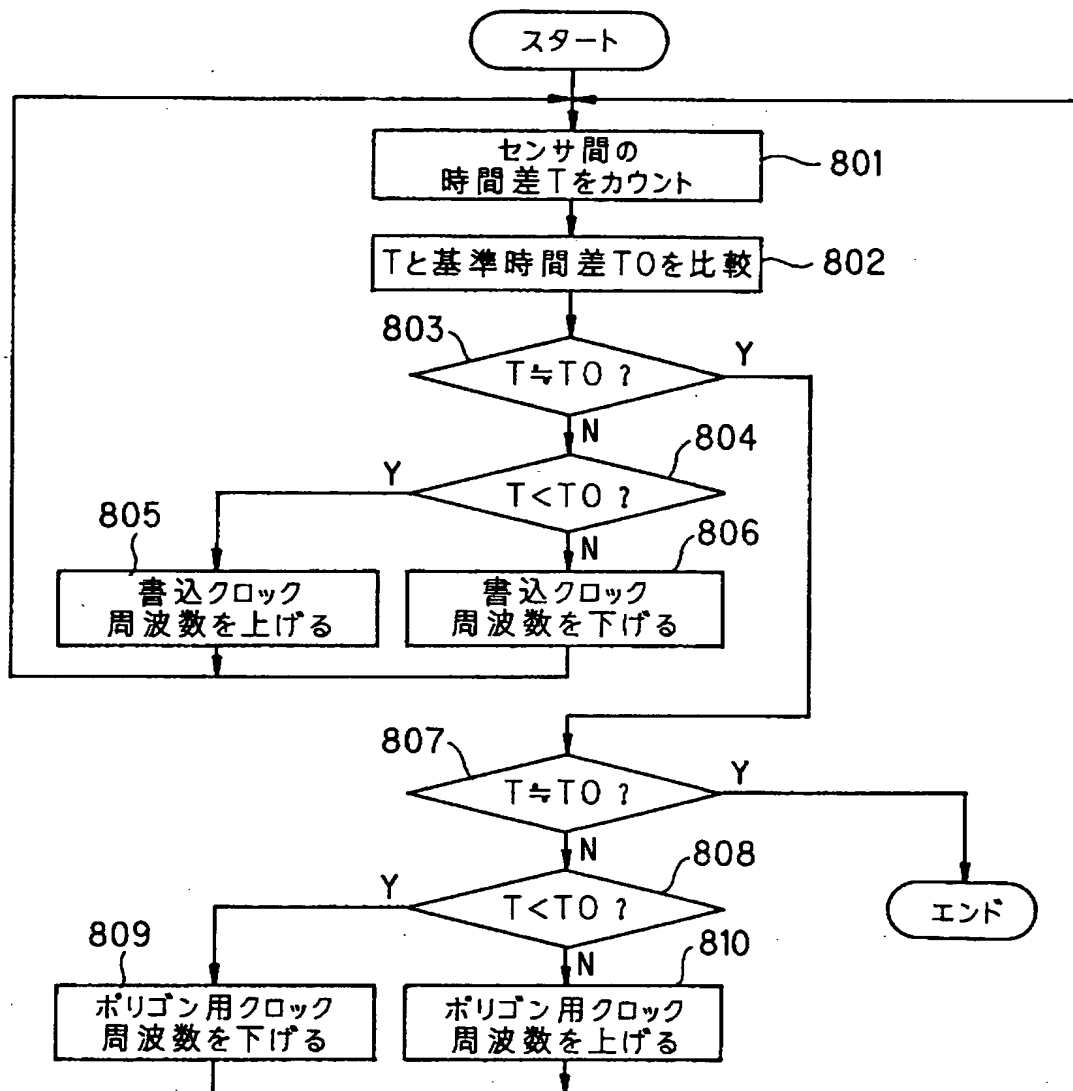 スタート
センサ間の
時間差Tをカウント
801
Tと基準時間差TOを比較
802
803
T≒TO?
Y
N
804
Y
T<TO?
N
805
806
書込クロック
周波数を上げる
書込クロック
周波数を下げる
807
T≒TO?
Y
N
808
Y
T<TO?
エンド
N
809
810
ポリゴン用クロック
周波数を下げる
ポリゴン用クロック
周波数を上げる